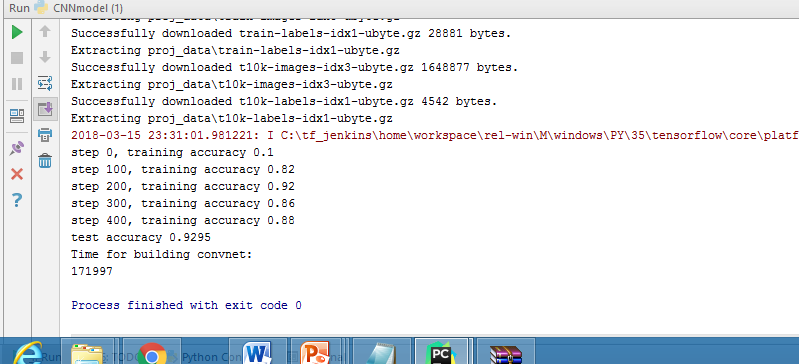 Run CNNmodel (1)
Successfully downloaded train-labels-idx1-ubyte.gz 28881 bytes.
Extracting proj_data\train-labels-idx1-ubyte.gz
Successfully downloaded t10k-images-idx3-ubyte.gz 1648877 bytes.
Extracting proj_data\t10k-images-idx3-ubyte.gz
Successfully downloaded t10k-labels-idx1-ubyte.gz 4542 bytes.
Extracting proj_data\t10k-labels-idx1-ubyte.gz
2018-03-15 23:31:01.981221: I C:\tf_jenkins\home\workspace\rel-win\M\windows\PY\35\tensorflow\core\platf
step 0, training accuracy 0.1
step 100, training accuracy 0.82
step 200, training accuracy 0.92
step 300, training accuracy 0.86
step 400, training accuracy 0.88
test accuracy 0.9295
Time for building convnet:
171997
Process finished with exit code 0
Run TODO Python Con
PC